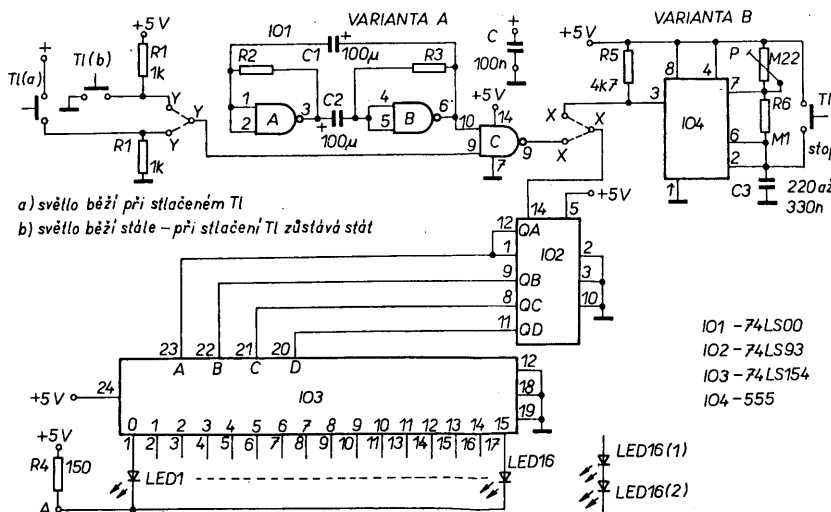 VARIANTA A
VARIANTA B
IO1
+5V
R1
1k
Tl(b)
Tl(a)
+
R1
1k
Y
Y
Y
R2
C1
+
100µ
R3
C
+
100n
1
2
A
3
C2
+
100µ
4
5
B
6
+5V
14
10
9
C
9
7
X
X
X
+5V
R5
4k7
3
8
4
7
6
2
1
IO4
P
M22
R6
M1
Tl
stop
C3
220 až
330n
a) světlo běží při stlačeném Tl
b) světlo běží stále – při stlačení Tl zůstává stát
14
5
+5V
12
QA
1
IO2
2
9
QB
3
8
QC
10
11
QD
23
22
21
20
A
B
C
D
12
18
19
24
+5V
IO3
0 1 2 3 4 5 6 7 8 9 10 11 12 13 14 15
1 2 3 4 5 6 7 8 9 10 11 13 14 15 16 17
+5V
R4
150
A
LED1
LED16
LED16(1)
LED16(2)
IO1 – 74LS00
IO2 – 74LS93
IO3 – 74LS154
IO4 – 555